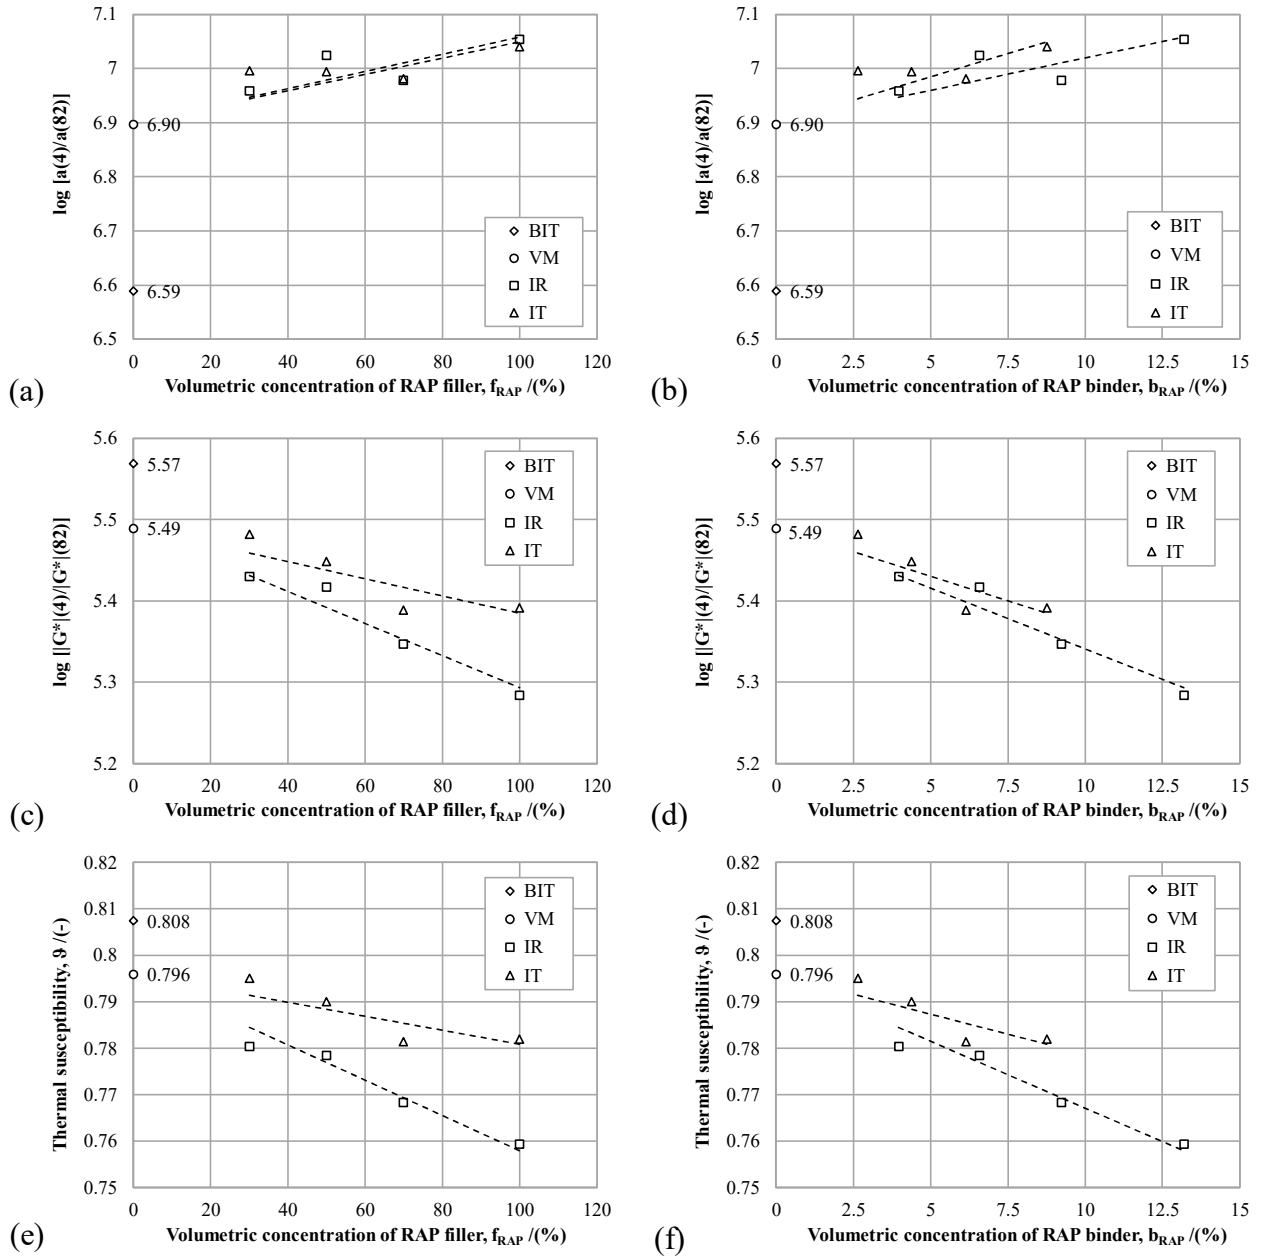 7.1
7
6.9
6.8
6.7
6.6
6.5
log [a(4)/a(82)]
6.90
6.59
BIT
VM
IR
IT
0 20 40 60 80 100 120
(a) Volumetric concentration of RAP filler, fRAP /(%)
7.1
7
6.9
6.8
6.7
6.6
6.5
log [a(4)/a(82)]
6.90
6.59
BIT
VM
IR
IT
0 2.5 5 7.5 10 12.5 15
(b) Volumetric concentration of RAP binder, bRAP /(%)
5.6
5.5
5.4
5.3
5.2
log [|G*|(4)/|G*|(82)]
5.57
5.49
BIT
VM
IR
IT
0 20 40 60 80 100 120
(c) Volumetric concentration of RAP filler, fRAP /(%)
5.6
5.5
5.4
5.3
5.2
log [|G*|(4)/|G*|(82)]
5.57
5.49
BIT
VM
IR
IT
0 2.5 5 7.5 10 12.5 15
(d) Volumetric concentration of RAP binder, bRAP /(%)
0.82
0.81
0.8
0.79
0.78
0.77
0.76
0.75
Thermal susceptibility, ϑ /(-)
0.808
0.796
BIT
VM
IR
IT
0 20 40 60 80 100 120
(e) Volumetric concentration of RAP filler, fRAP /(%)
0.82
0.81
0.8
0.79
0.78
0.77
0.76
0.75
Thermal susceptibility, ϑ /(-)
0.808
0.796
BIT
VM
IR
IT
0 2.5 5 7.5 10 12.5 15
(f) Volumetric concentration of RAP binder, bRAP /(%)